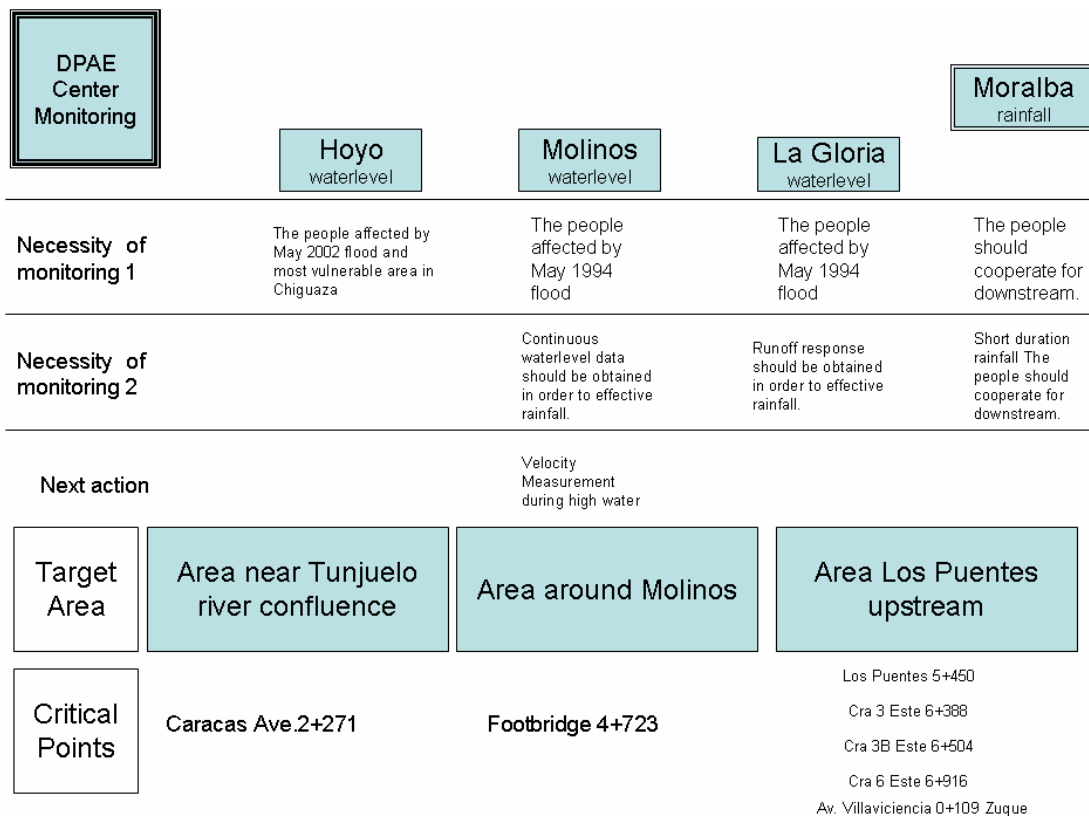 DPAE
Center
Monitoring
Moralba
rainfall
Hoyo
waterlevel
Molinos
waterlevel
La Gloria
waterlevel
Necessity of
monitoring 1
The people affected by
May 2002 flood and
most vulnerable area in
Chiguaza
The people
affected by
May 1994
flood
The people
affected by
May 1994
flood
The people
should
cooperate for
downstream.
Necessity of
monitoring 2
Continuous
waterlevel data
should be obtained
in order to effective
rainfall.
Runoff response
should be obtained
in order to effective
rainfall.
Short duration
rainfall The
people should
cooperate for
downstream.
Next action
Velocity
Measurement
during high water
Target
Area
Area near Tunjuelo
river confluence
Area around Molinos
Area Los Puentes
upstream
Critical
Points
Caracas Ave.2+271
Footbridge 4+723
Los Puentes 5+450
Cra 3 Este 6+388
Cra 3B Este 6+504
Cra 6 Este 6+916
Av. Villaviciencia 0+109 Zuque